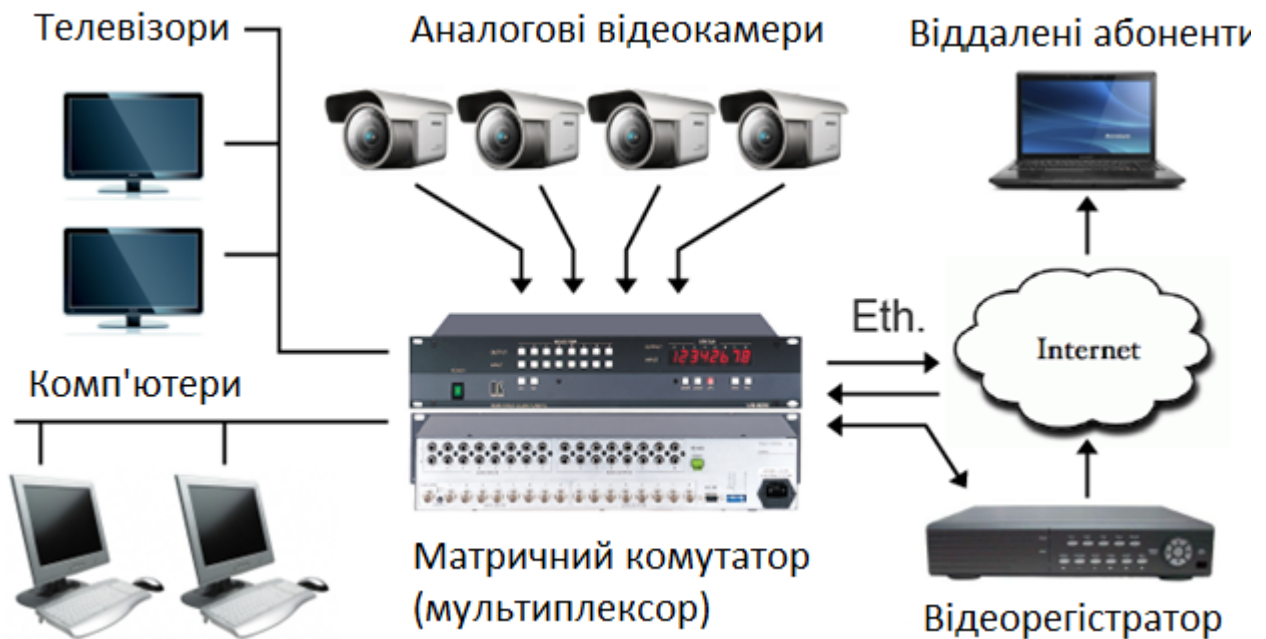 Телевізори
Аналогові відеокамери
Віддалені абоненти
Eth.
Internet
Комп'ютери
Матричний комутатор
(мультиплексор)
Відеорегістратор